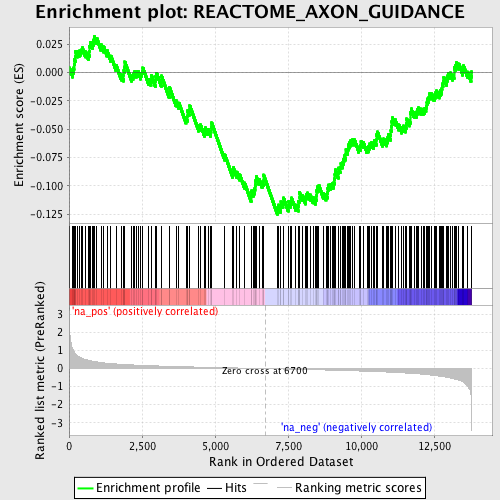 Enrichment plot: REACTOME_AXON_GUIDANCE
Enrichment score (ES)
0.025
0.000
-0.025
-0.050
-0.075
-0.100
-0.125
'na_pos' (positively correlated)
Ranked list metric (PreRanked)
3
2
1
0
-1
-2
-3
Zero cross at 6700
'na_neg' (negatively correlated)
0
2,500
5,000
7,500
10,000
12,500
Rank in Ordered Dataset
Enrichment profile
Hits
Ranking metric scores